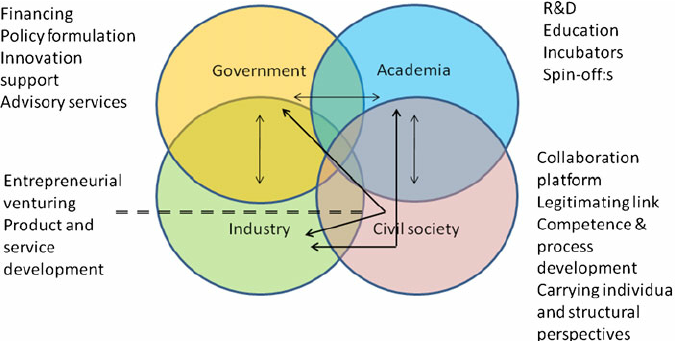 Financing
Policy formulation
Innovation
support
Advisory services
R&D
Education
Incubators
Spin-off:s
Government
Academia
Entrepreneurial
venturing
Product and
service
development
Industry
Civil society
Collaboration
platform
Legitimating link
Competence &
process
development
Carrying individua
and structural
perspectives